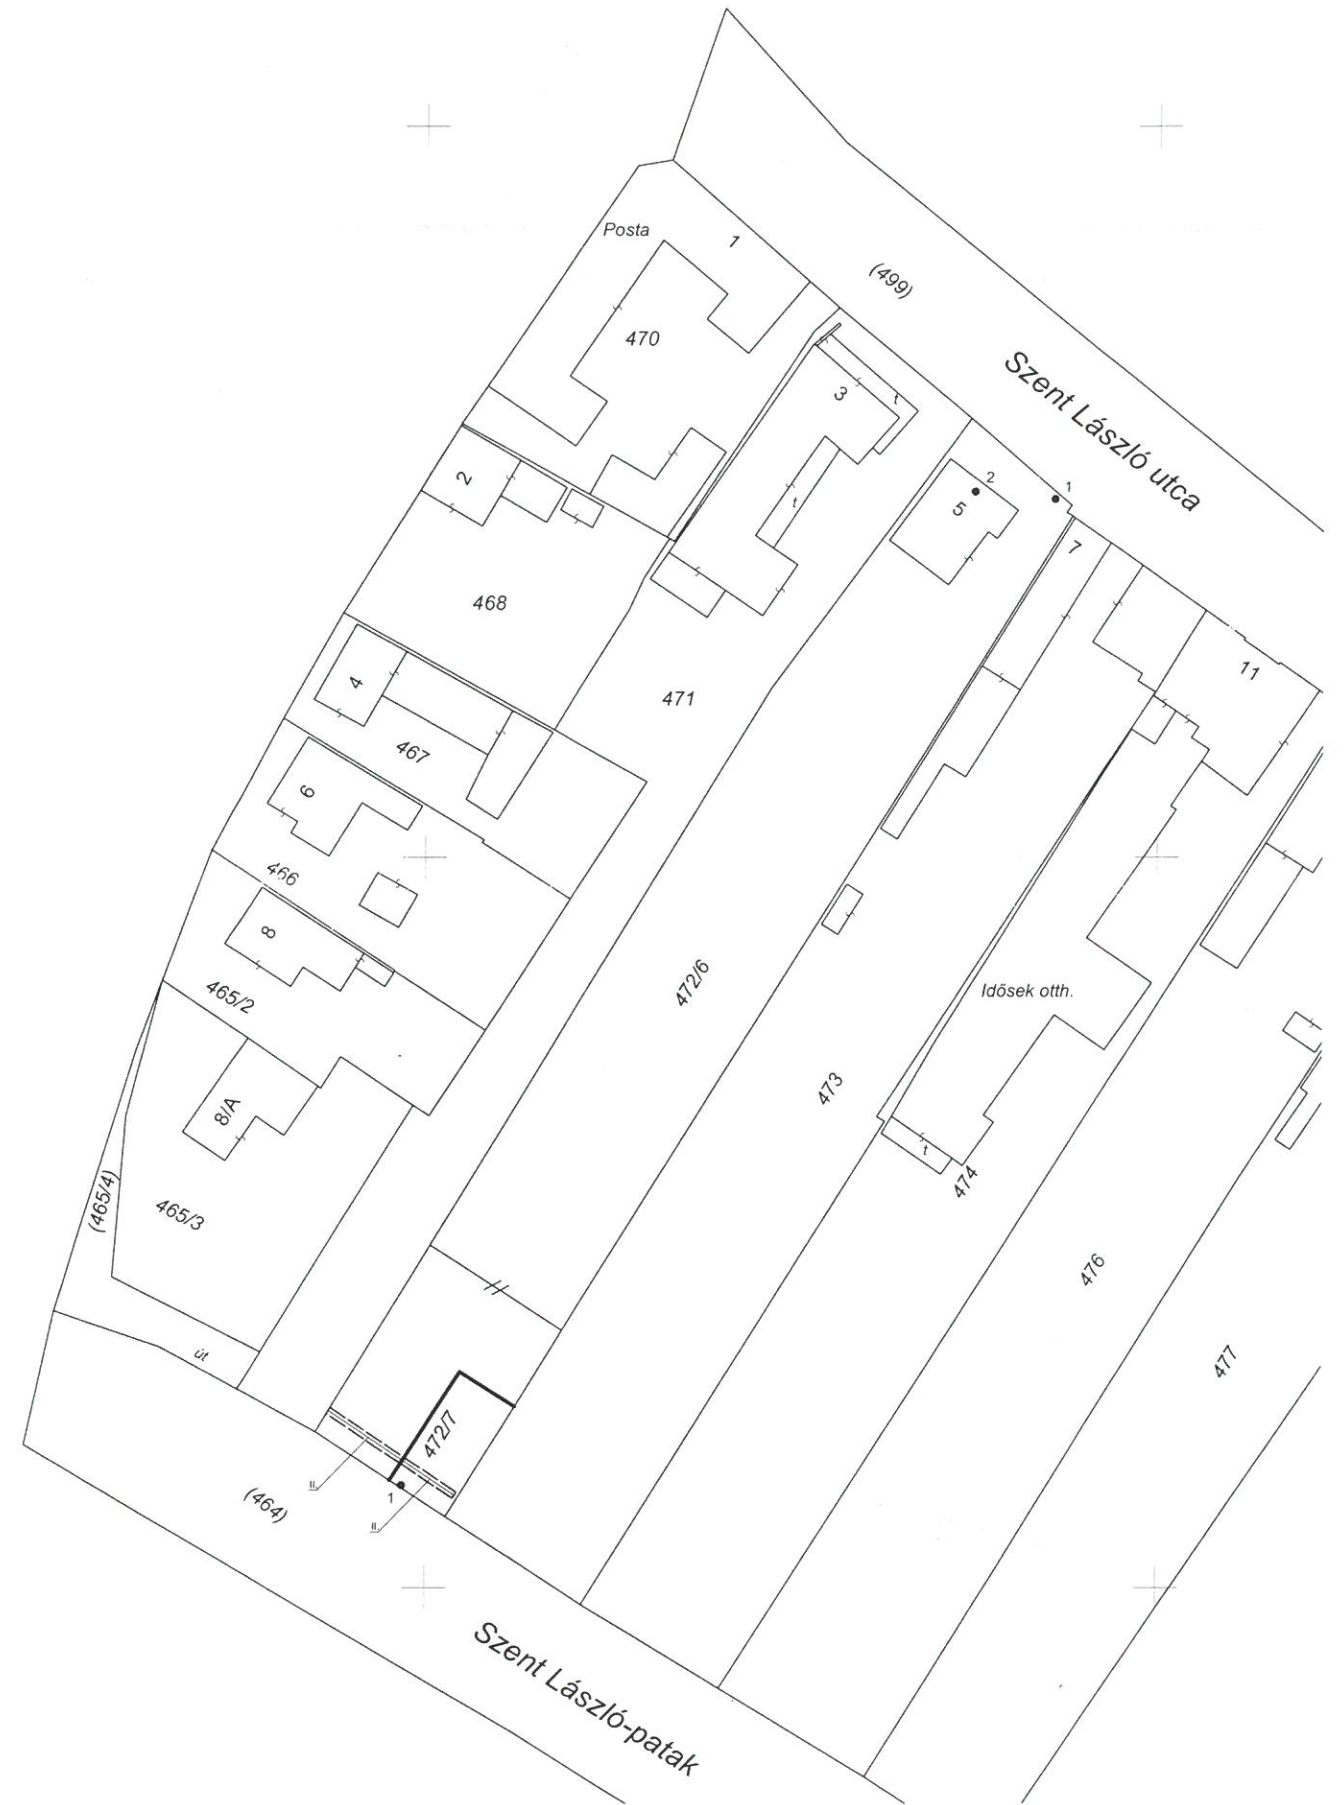 Posta
1
(499)
470
Szent László utca
3
t
2
t
2
1
5
7
468
11
4
471
467
6
466
8
472/6
465/2
Idősek otth.
473
8/A
t
474
(465/4)
465/3
476
út
477
472/7
II.
1
II.
(464)
Szent László-patak